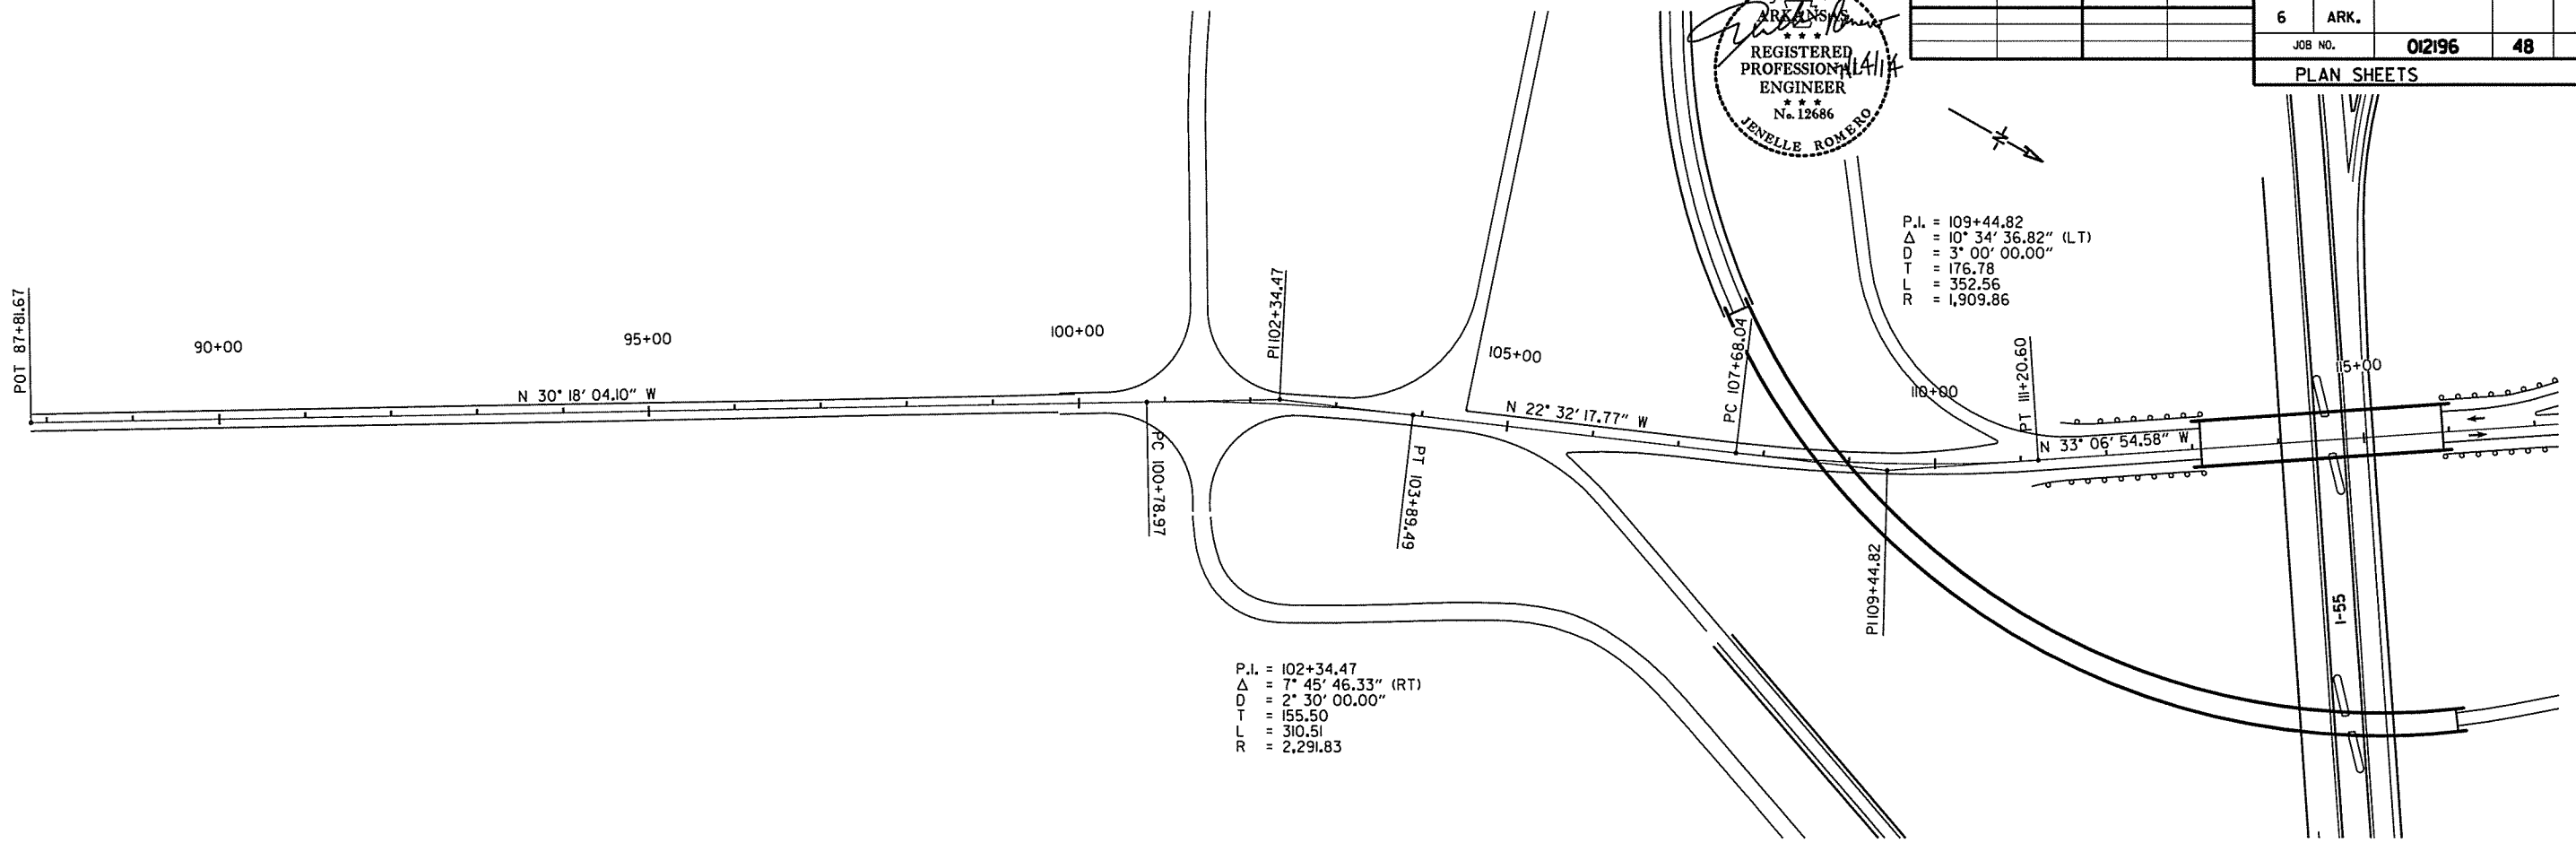 ARKANSAS
★ ★ ★
REGISTERED
PROFESSIONAL
ENGINEER
★ ★ ★
No. 12686
JENELLE ROMERO
6 ARK.
JOB NO. 012196 48
PLAN SHEETS
N
P.I. = 109+44.82
Δ = 10° 34' 36.82" (LT)
D = 3° 00' 00.00"
T = 176.78
L = 352.56
R = 1,909.86
POT 87+81.67
90+00
95+00
100+00
PI 102+34.47
105+00
PC 107+68.04
110+00
PT 111+20.60
115+00
N 30° 18' 04.10" W
N 22° 32' 17.77" W
N 33° 06' 54.58" W
PC 100+78.97
PT 103+89.49
PI 109+44.82
I-55
P.I. = 102+34.47
Δ = 7° 45' 46.33" (RT)
D = 2° 30' 00.00"
T = 155.50
L = 310.51
R = 2,291.83